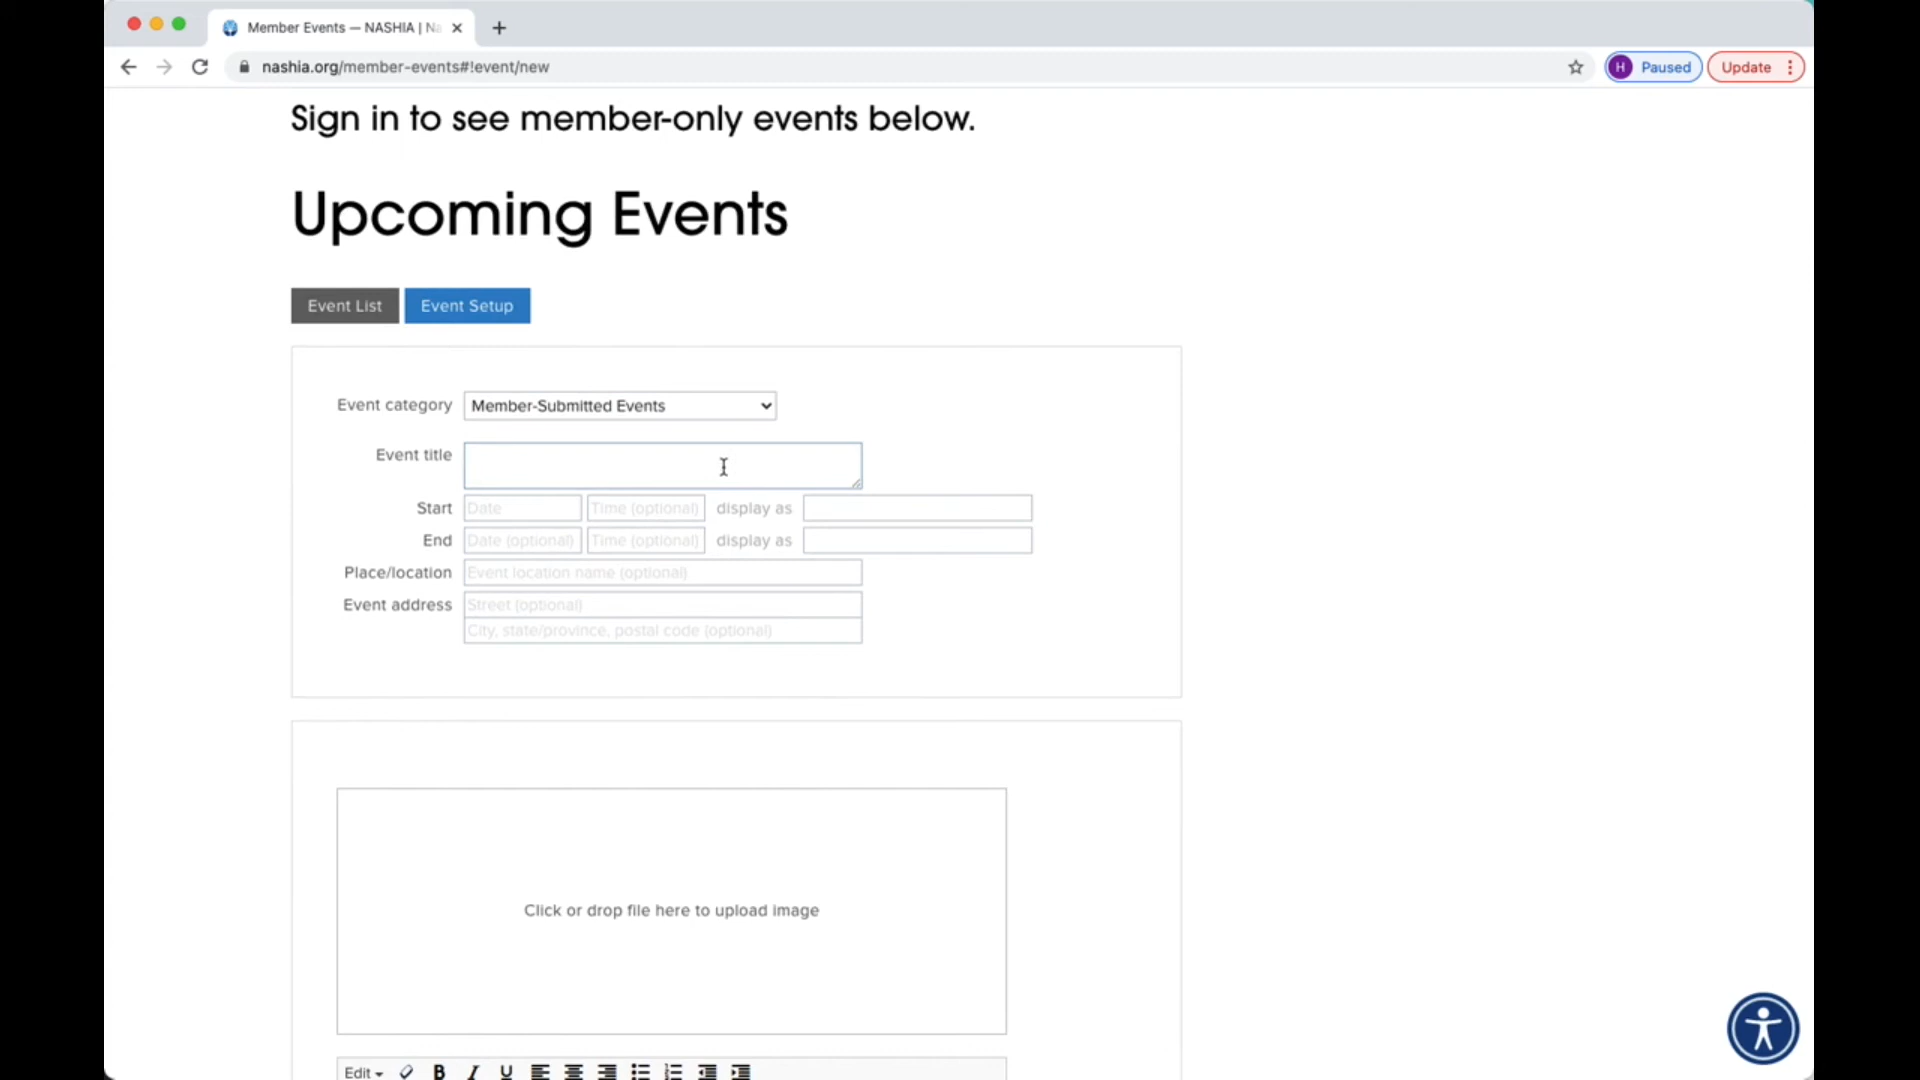 Member Events — NASHIA | Na
nashia.org/member-events#!event/new
H Paused
Update
Sign in to see member-only events below.
Upcoming Events
Event List Event Setup
Event category Member-Submitted Events
Event title
Start Date Time (optional) display as
End Date (optional) Time (optional) display as
Place/location Event location name (optional)
Event address Street (optional)
City, state/province, postal code (optional)
Click or drop file here to upload image
Edit B I U